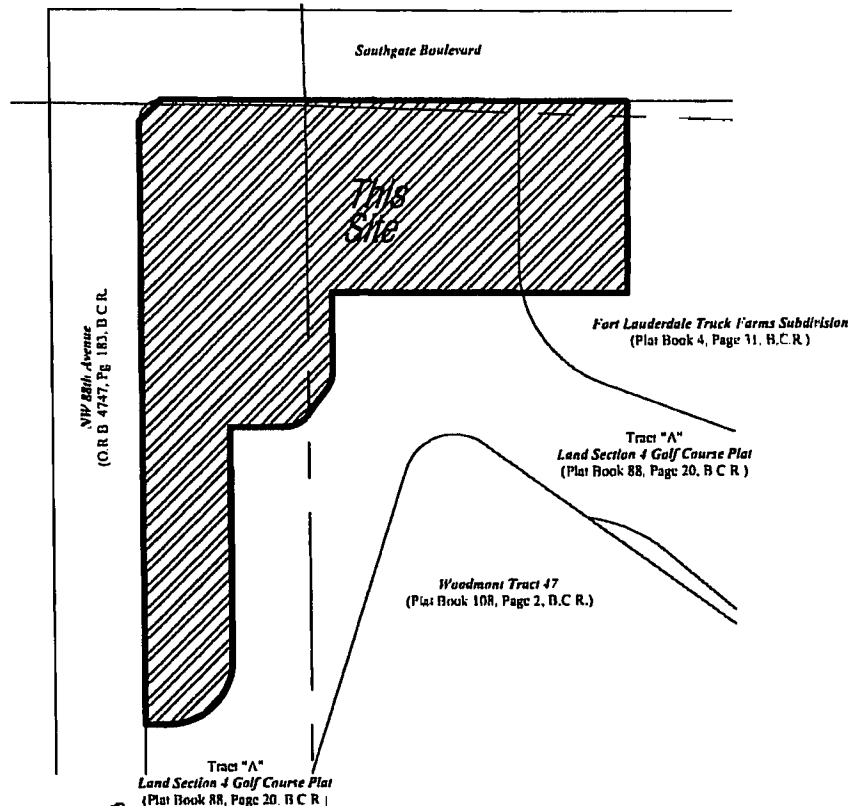 Southgate Boulevard
This
Site
NW 88th Avenue
(O.R B 4747, Pg 183, B C R.
Fort Lauderdale Truck Farms Subdivision
(Plat Book 4, Page 31, B.C.R )
Tract "A"
Land Section 4 Golf Course Plat
(Plat Book 88, Page 20, B C R )
Woodmont Tract 47
(Plat Book 108, Page 2, B.C R.)
Tract "A"
Land Section 4 Golf Course Plat
(Plat Book 88, Page 20, B C R